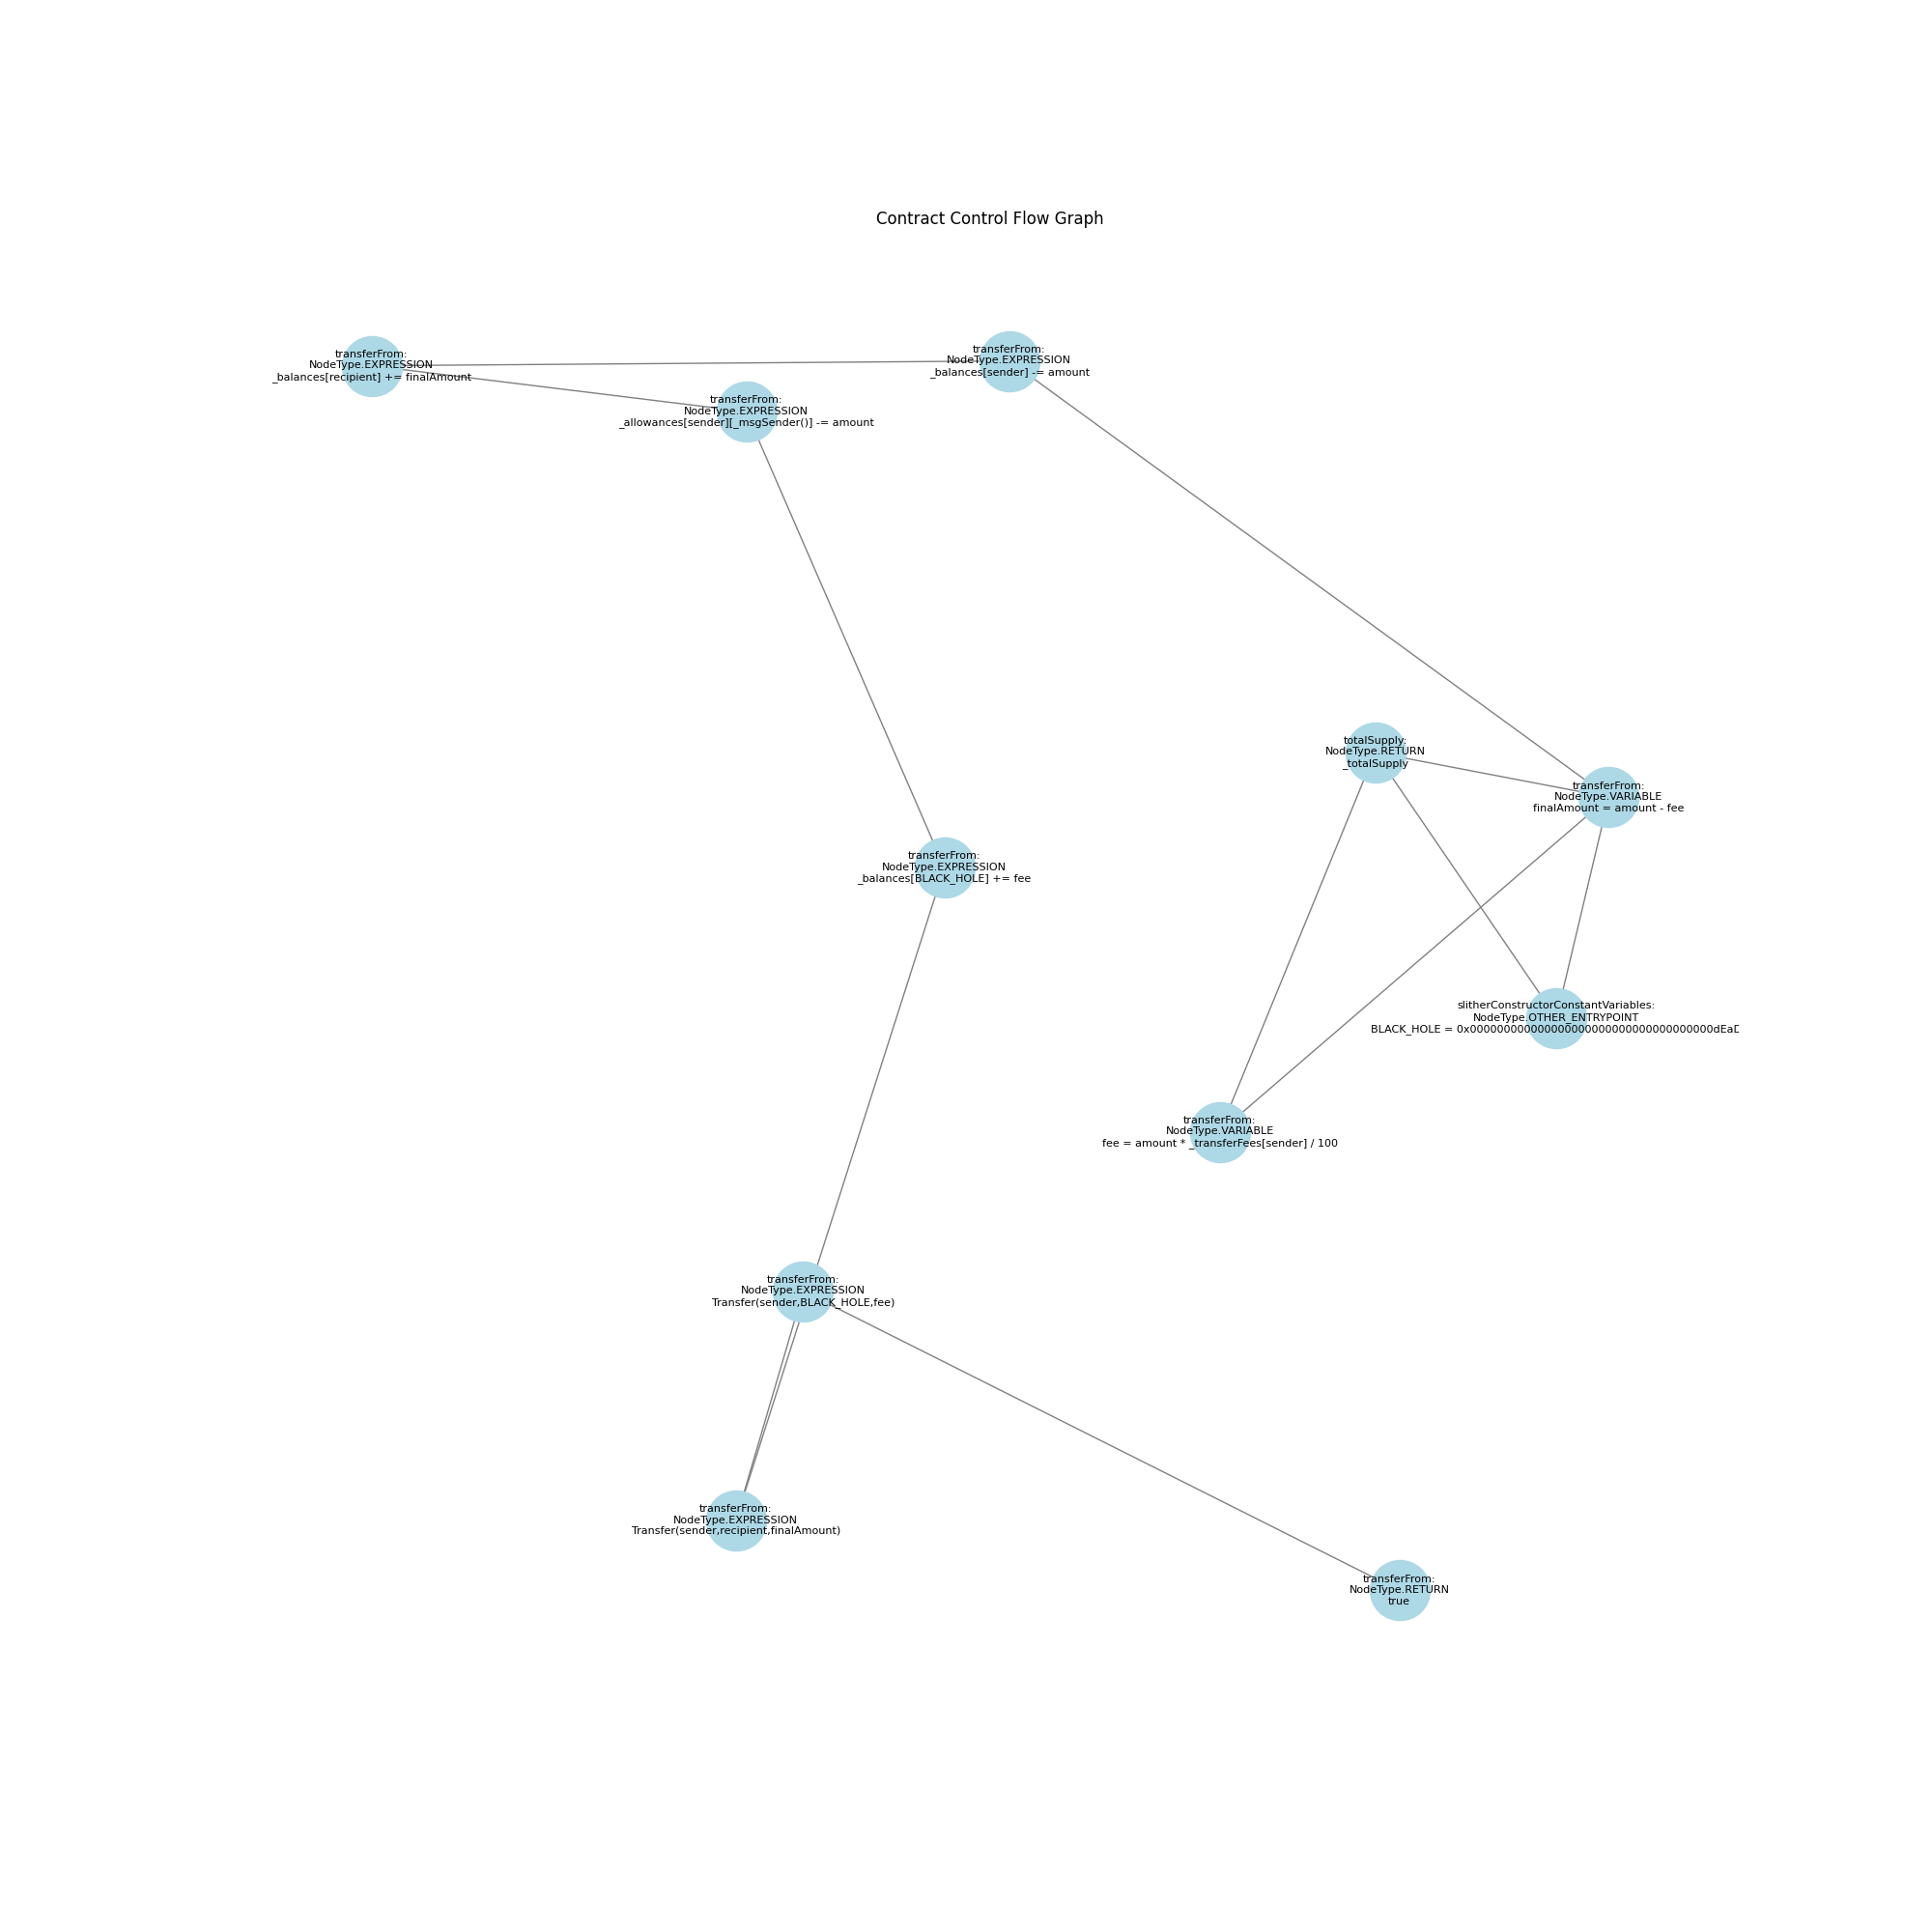 Contract Control Flow Graph
transferFrom:
NodeType.EXPRESSION
_balances[recipient] += finalAmount
transferFrom:
NodeType.EXPRESSION
_balances[sender] -= amount
transferFrom:
NodeType.EXPRESSION
_allowances[sender][_msgSender()] -= amount
totalSupply:
NodeType.RETURN
_totalSupply
transferFrom:
NodeType.VARIABLE
finalAmount = amount - fee
transferFrom:
NodeType.EXPRESSION
_balances[BLACK_HOLE] += fee
slitherConstructorConstantVariables:
NodeType.OTHER_ENTRYPOINT
BLACK_HOLE =
transferFrom:
NodeType.VARIABLE
fee = amount * _transferFees[sender] / 100
transferFrom:
NodeType.EXPRESSION
Transfer(sender,BLACK_HOLE,fee)
transferFrom:
NodeType.EXPRESSION
Transfer(sender,recipient,finalAmount)
transferFrom:
NodeType.RETURN
true